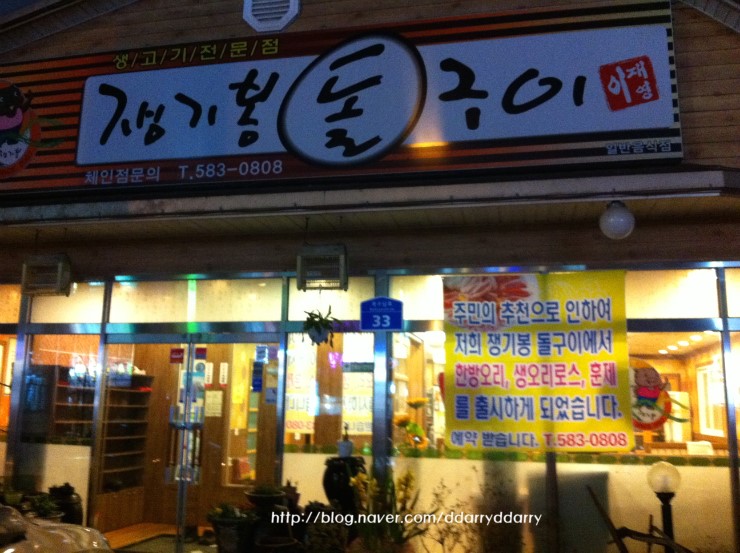 생/고/기/전/문/점
쟁기봉 돌 구이
이재영
체인점문의 T.583-0808
일반음식점
33
주민의 추천으로 인하여
저희 쟁기봉 돌구이에서
한방오리, 생오리로스, 훈제
를 출시하게 되었습니다.
예약 받습니다. T.583-0808
http://blog.naver.com/ddarryddarry